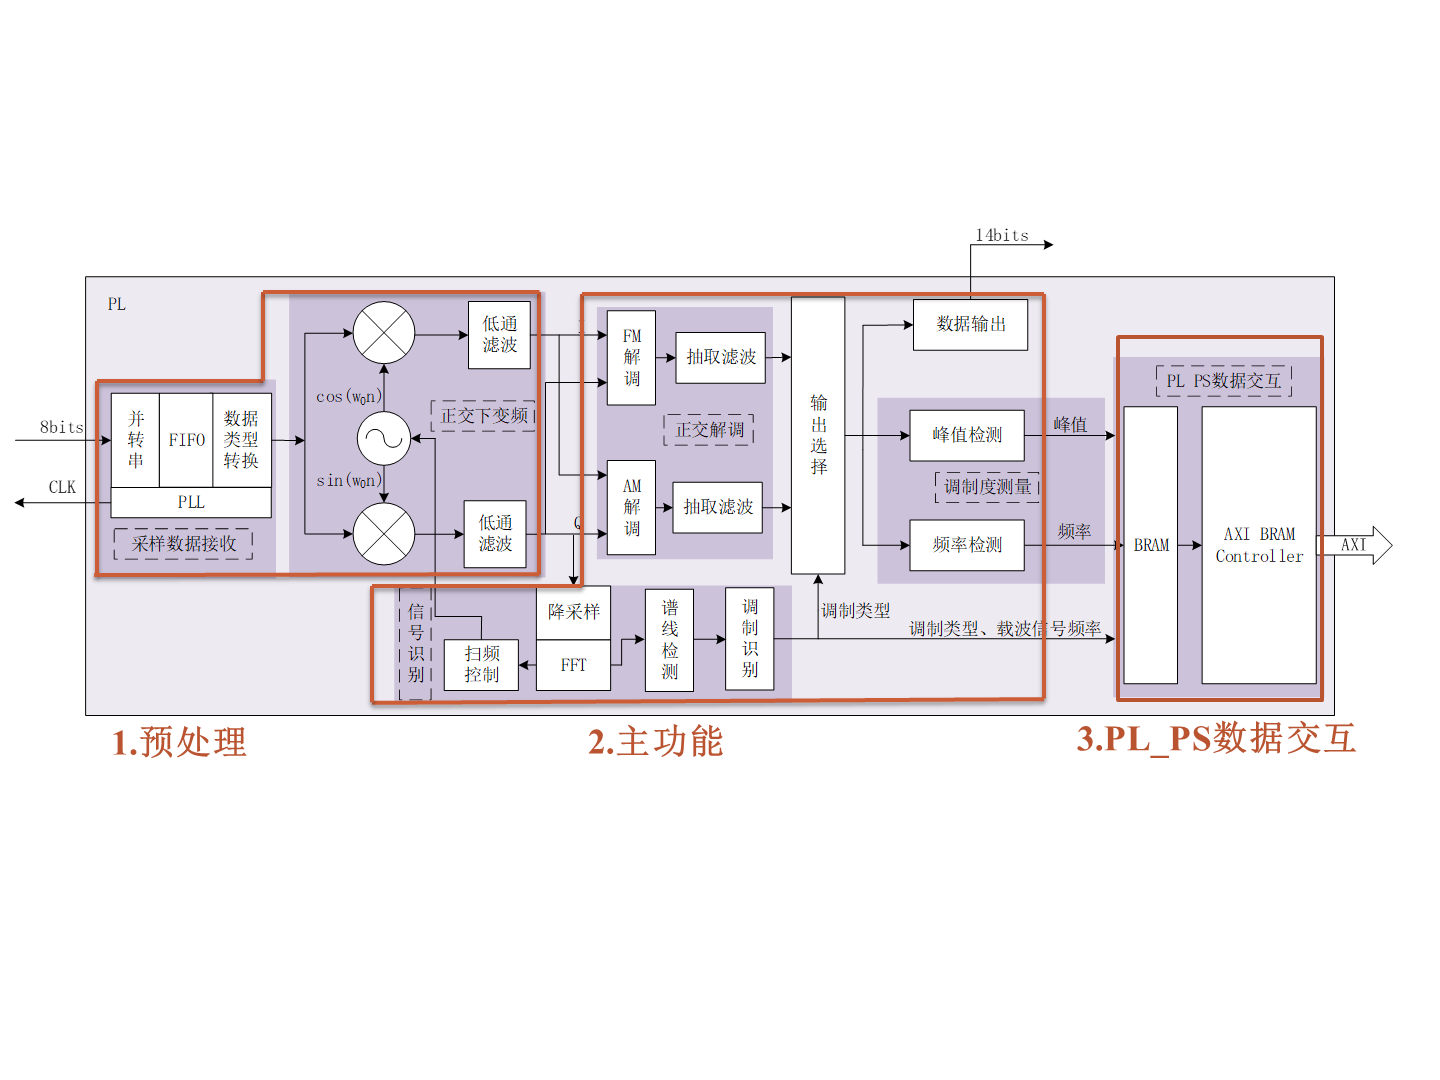 14bits
PL
8bits
CLK
并
转
串
FIFO
数据
类型
转换
PLL
采样数据接收
cos(w0n)
sin(w0n)
低通
滤波
正交下变频
低通
滤波
Q
FM
解
调
抽取滤波
正交解调
AM
解
调
抽取滤波
输
出
选
择
数据输出
峰值检测
峰值
调制度测量
频率检测
频率
调制类型
调制类型、载波信号频率
信
号
识
别
扫频
控制
降采样
FFT
谱
线
检
测
调
制
识
别
PL PS数据交互
BRAM
AXI BRAM
Controller
AXI
1.预处理
2.主功能
3.PL_PS数据交互